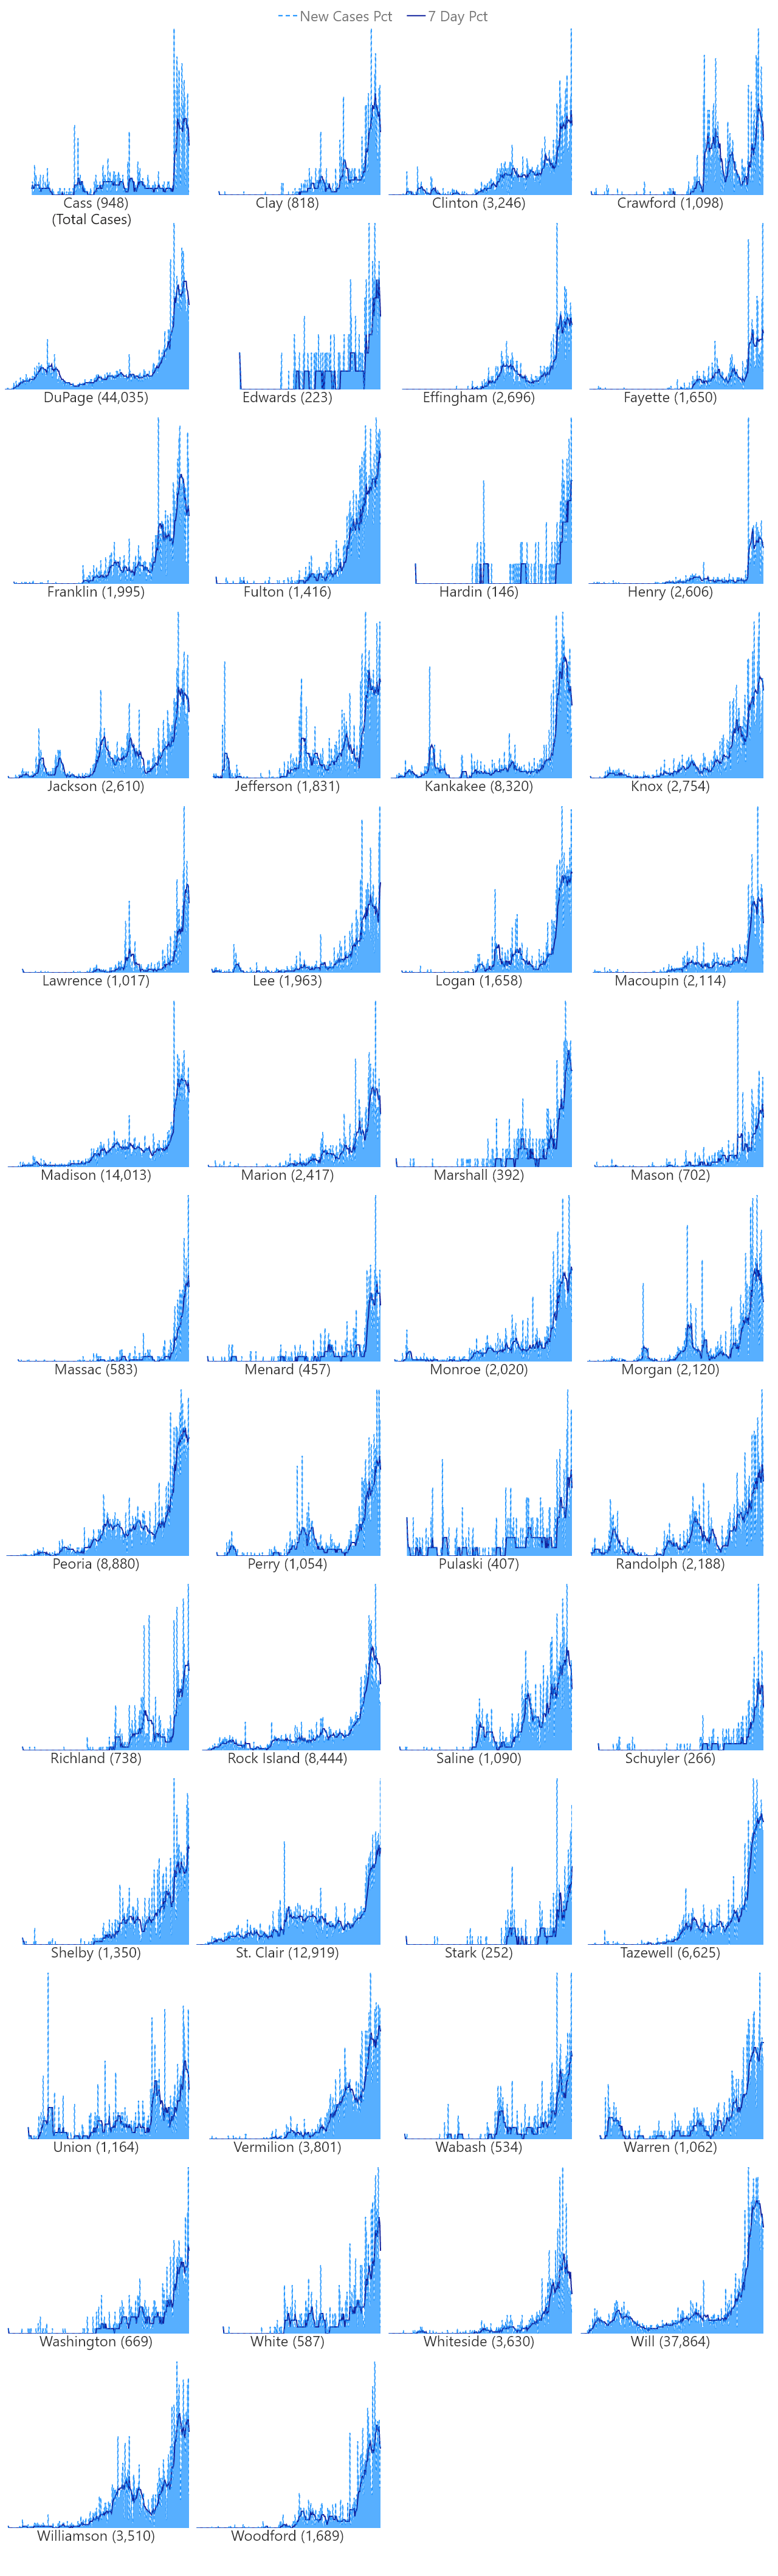 New Cases Pct 7 Day Pct
Cass (948) Clay (818) Clinton (3,246) Crawford (1,098)
(Total Cases)
DuPage (44,035) Edwards (223) Effingham (2,696) Fayette (1,650)
Franklin (1,995) Fulton (1,416) Hardin (146) Henry (2,606)
Jackson (2,610) Jefferson (1,831) Kankakee (8,320) Knox (2,754)
Lawrence (1,017) Lee (1,963) Logan (1,658) Macoupin (2,114)
Madison (14,013) Marion (2,417) Marshall (392) Mason (702)
Massac (583) Menard (457) Monroe (2,020) Morgan (2,120)
Peoria (8,880) Perry (1,054) Pulaski (407) Randolph (2,188)
Richland (738) Rock Island (8,444) Saline (1,090) Schuyler (266)
Shelby (1,350) St. Clair (12,919) Stark (252) Tazewell (6,625)
Union (1,164) Vermilion (3,801) Wabash (534) Warren (1,062)
Washington (669) White (587) Whiteside (3,630) Will (37,864)
Williamson (3,510) Woodford (1,689)